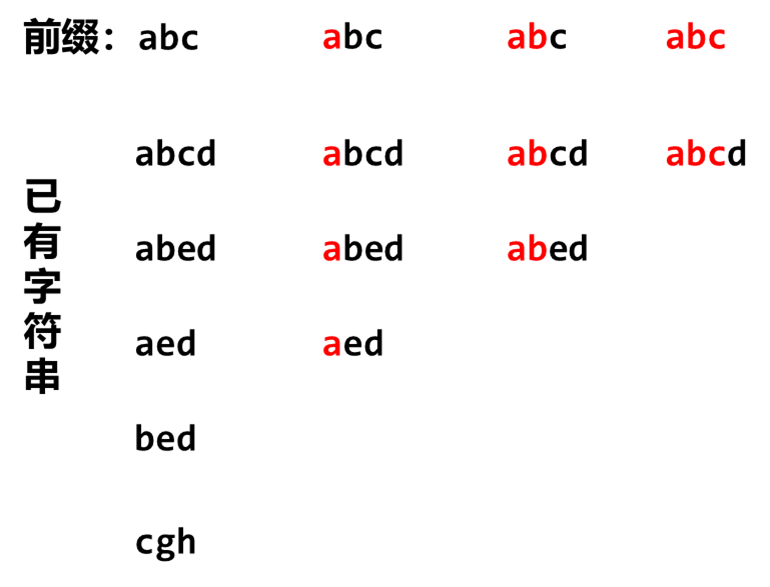 前缀： abc abc abc abc
已有字符串
abcd abcd abcd abcd
abed abed abed
aed aed
bed
cgh